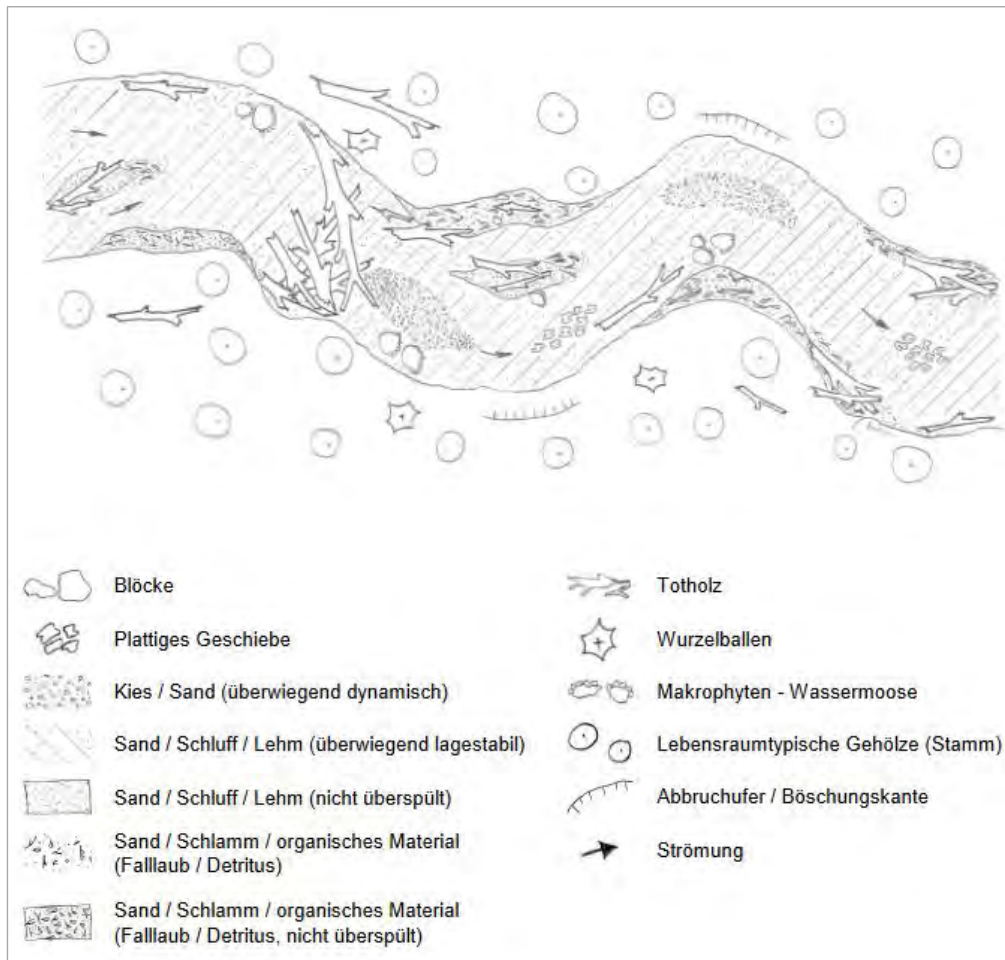 Blöcke
Plattiges Geschiebe
Kies / Sand (überwiegend dynamisch)
Sand / Schluff / Lehm (überwiegend lagestabil)
Sand / Schluff / Lehm (nicht überspült)
Sand / Schlamm / organisches Material
(Falllaub / Detritus)
Sand / Schlamm / organisches Material
(Falllaub / Detritus, nicht überspült)
Totholz
Wurzelballen
Makrophyten - Wassermoose
Lebensraumtypische Gehölze (Stamm)
Abbruchufer / Böschungskante
Strömung